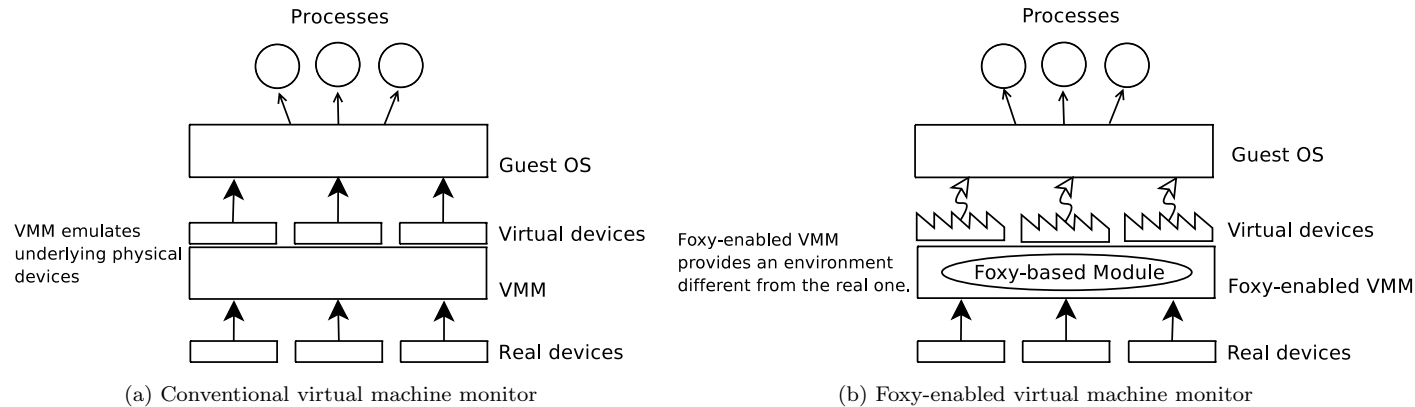 Processes
Guest OS
VMM emulates
underlying physical
devices
Virtual devices
VMM
Real devices
(a) Conventional virtual machine monitor
Processes
Guest OS
Foxy-enabled VMM
provides an environment
different from the real one.
Virtual devices
Foxy-based Module
Foxy-enabled VMM
Real devices
(b) Foxy-enabled virtual machine monitor